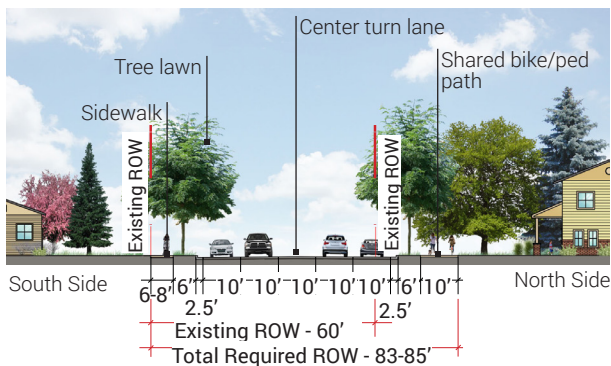 Center turn lane
Tree lawn
Shared bike/ped
path
Sidewalk
Existing ROW
Existing ROW
South Side
North Side
6-8’ 6’ 2.5’ 10’ 10’ 10’ 10’ 10’ 2.5’ 6’ 10’
Existing ROW - 60’
Total Required ROW - 83-85’